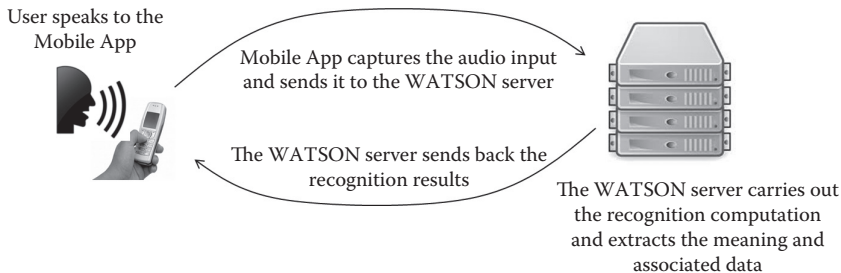 User speaks to the
Mobile App
Mobile App captures the audio input
and sends it to the WATSON server
The WATSON server sends back the
recognition results
The WATSON server carries out
the recognition computation
and extracts the meaning and
associated data